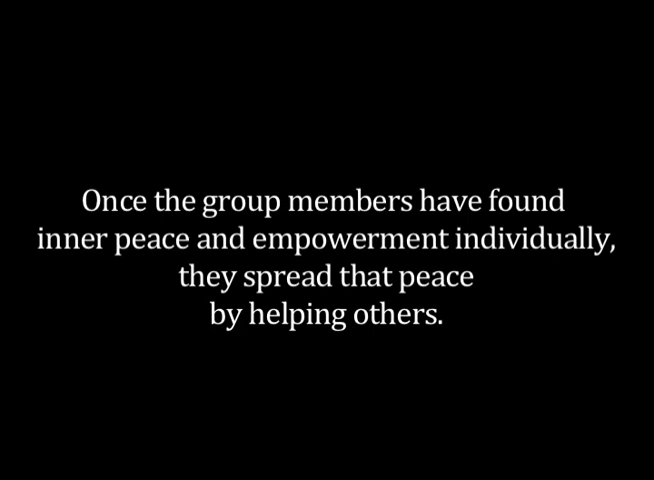 Once the group members have found
inner peace and empowerment individually,
they spread that peace
by helping others.